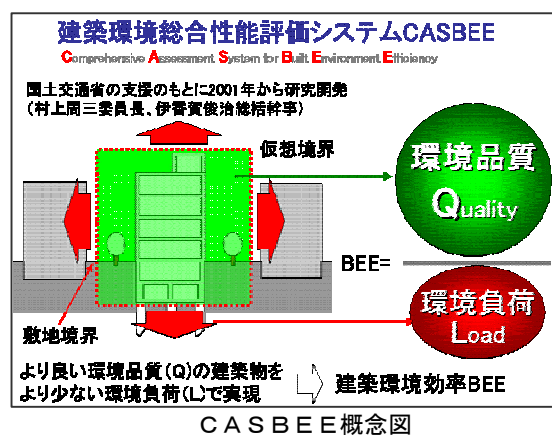 建築環境総合性能評価システムCASBEE
Comprehensive Assessment System for Built Environment Efficiency
国土交通省の支援のもとに2001年から研究開発
(村上周三委員長、伊香賀俊治総括幹事)
仮想境界
環境品質
Quality
BEE=
環境負荷
Load
敷地境界
より良い環境品質(Q)の建築物を
より少ない環境負荷(L)で実現
建築環境効率BEE
CASBEE概念図